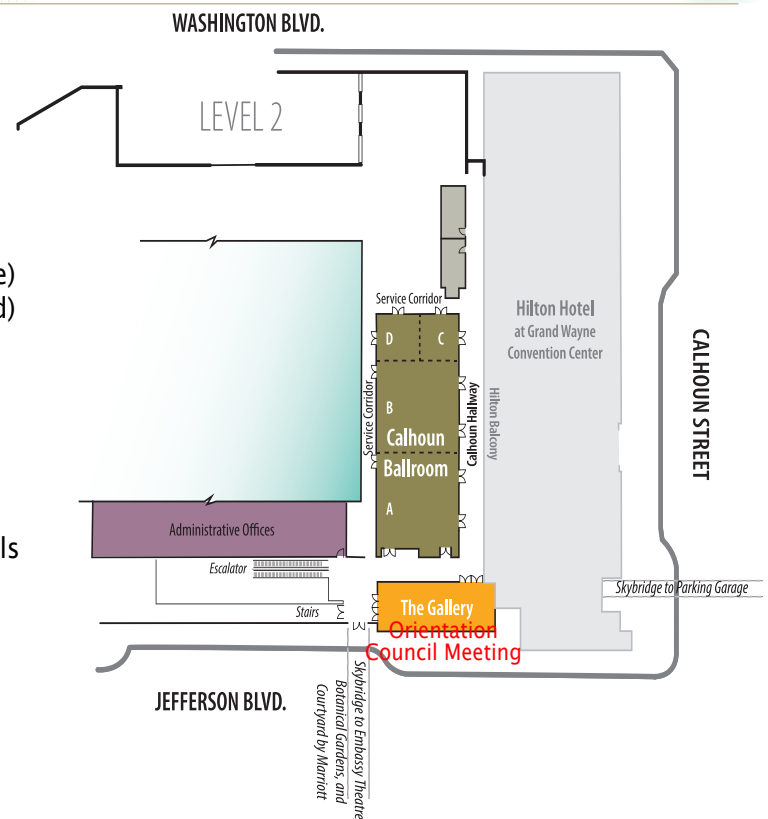 WASHINGTON BLVD.
LEVEL 2
e)
d)
Service Corridor
D
C
Hilton Hotel
at Grand Wayne
Convention Center
CALHOUN STREET
Service Corridor
B
Calhoun
Ballroom
A
Calhoun Hallway
Hilton Balcony
Administrative Offices
ls
Escalator
Skybridge to Parking Garage
Stairs
The Gallery
Orientation
Council Meeting
JEFFERSON BLVD.
Skybridge to Embassy Theatre
Botanical Gardens, and
Courtyard by Marriott